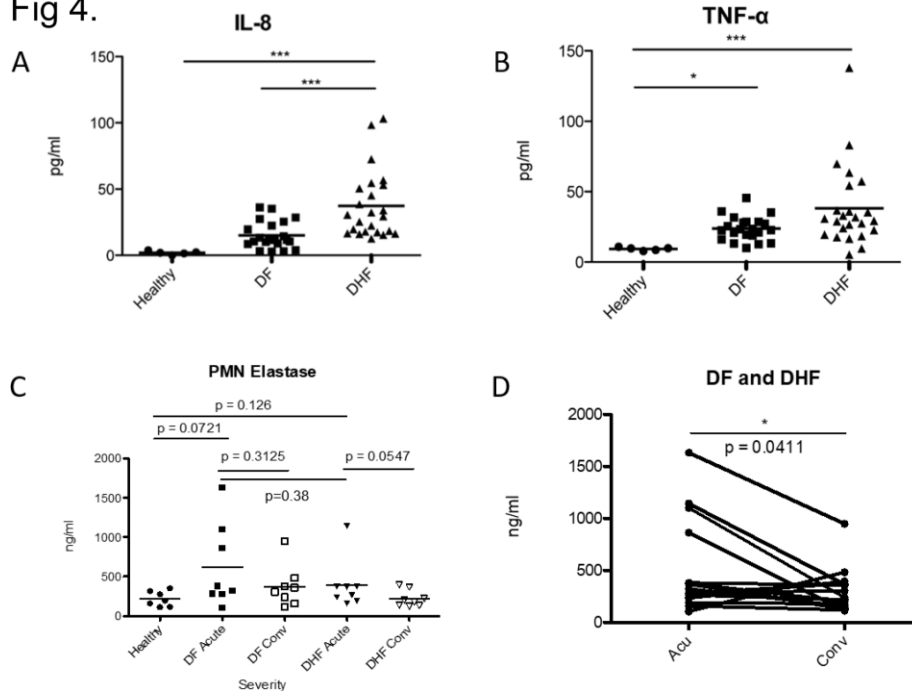 Fig 4.
IL-8
A
150
100
50
0
pg/ml
***
***
Healthy
DF
DHF
TNF-α
B
150
100
50
0
pg/ml
***
*
Healthy
DF
DHF
C
PMN Elastase
p = 0.126
p = 0.0721
p = 0.3125
p = 0.0547
p=0.38
2000
1500
1000
500
0
ng/ml
Healthy
DF Acute
DF Conv
DHF Acute
DHF Conv
Severity
D
DF and DHF
2000
1500
1000
500
0
ng/ml
*
p = 0.0411
Acu
Conv